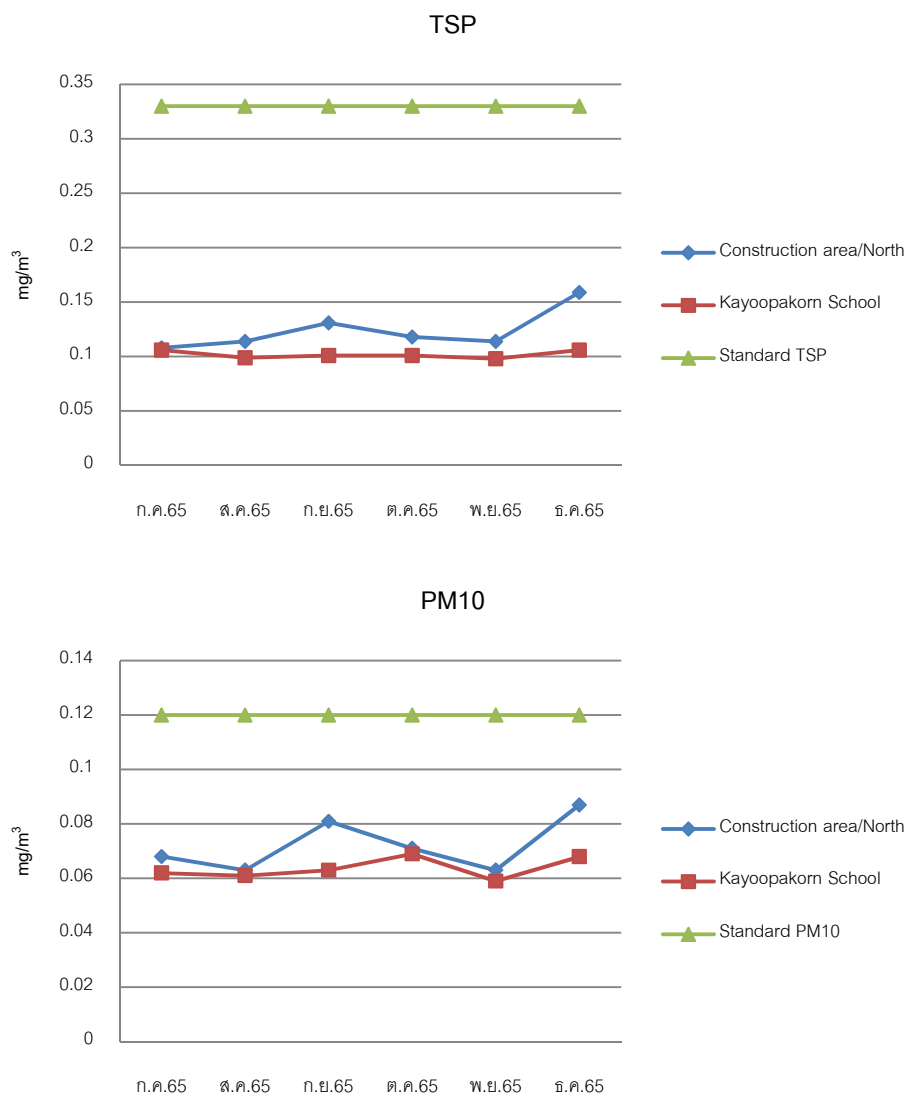 TSP
0.35
0.3
0.25
0.2
0.15
0.1
0.05
0
mg/m³
ก.ค.65 ส.ค.65 ก.ย.65 ต.ค.65 พ.ย.65 ธ.ค.65
Construction area/North
Kayoopakorn School
Standard TSP
PM10
0.14
0.12
0.1
0.08
0.06
0.04
0.02
0
mg/m³
ก.ค.65 ส.ค.65 ก.ย.65 ต.ค.65 พ.ย.65 ธ.ค.65
Construction area/North
Kayoopakorn School
Standard PM10